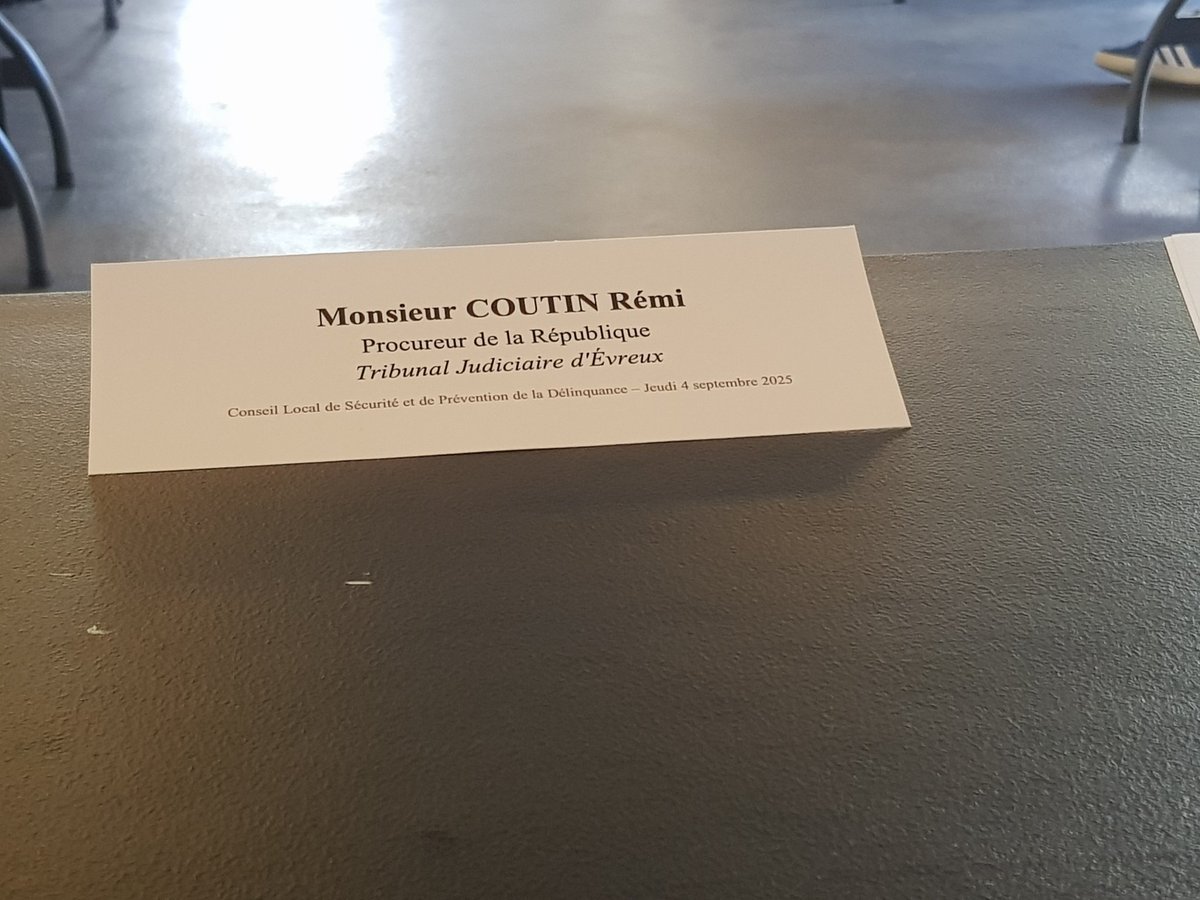 Monsieur COUTIN Rémi
Procureur de la République
Tribunal Judiciaire d'Évreux
Conseil Local de Sécurité et de Prévention de la Délinquance – Jeudi 4 septembre 2025